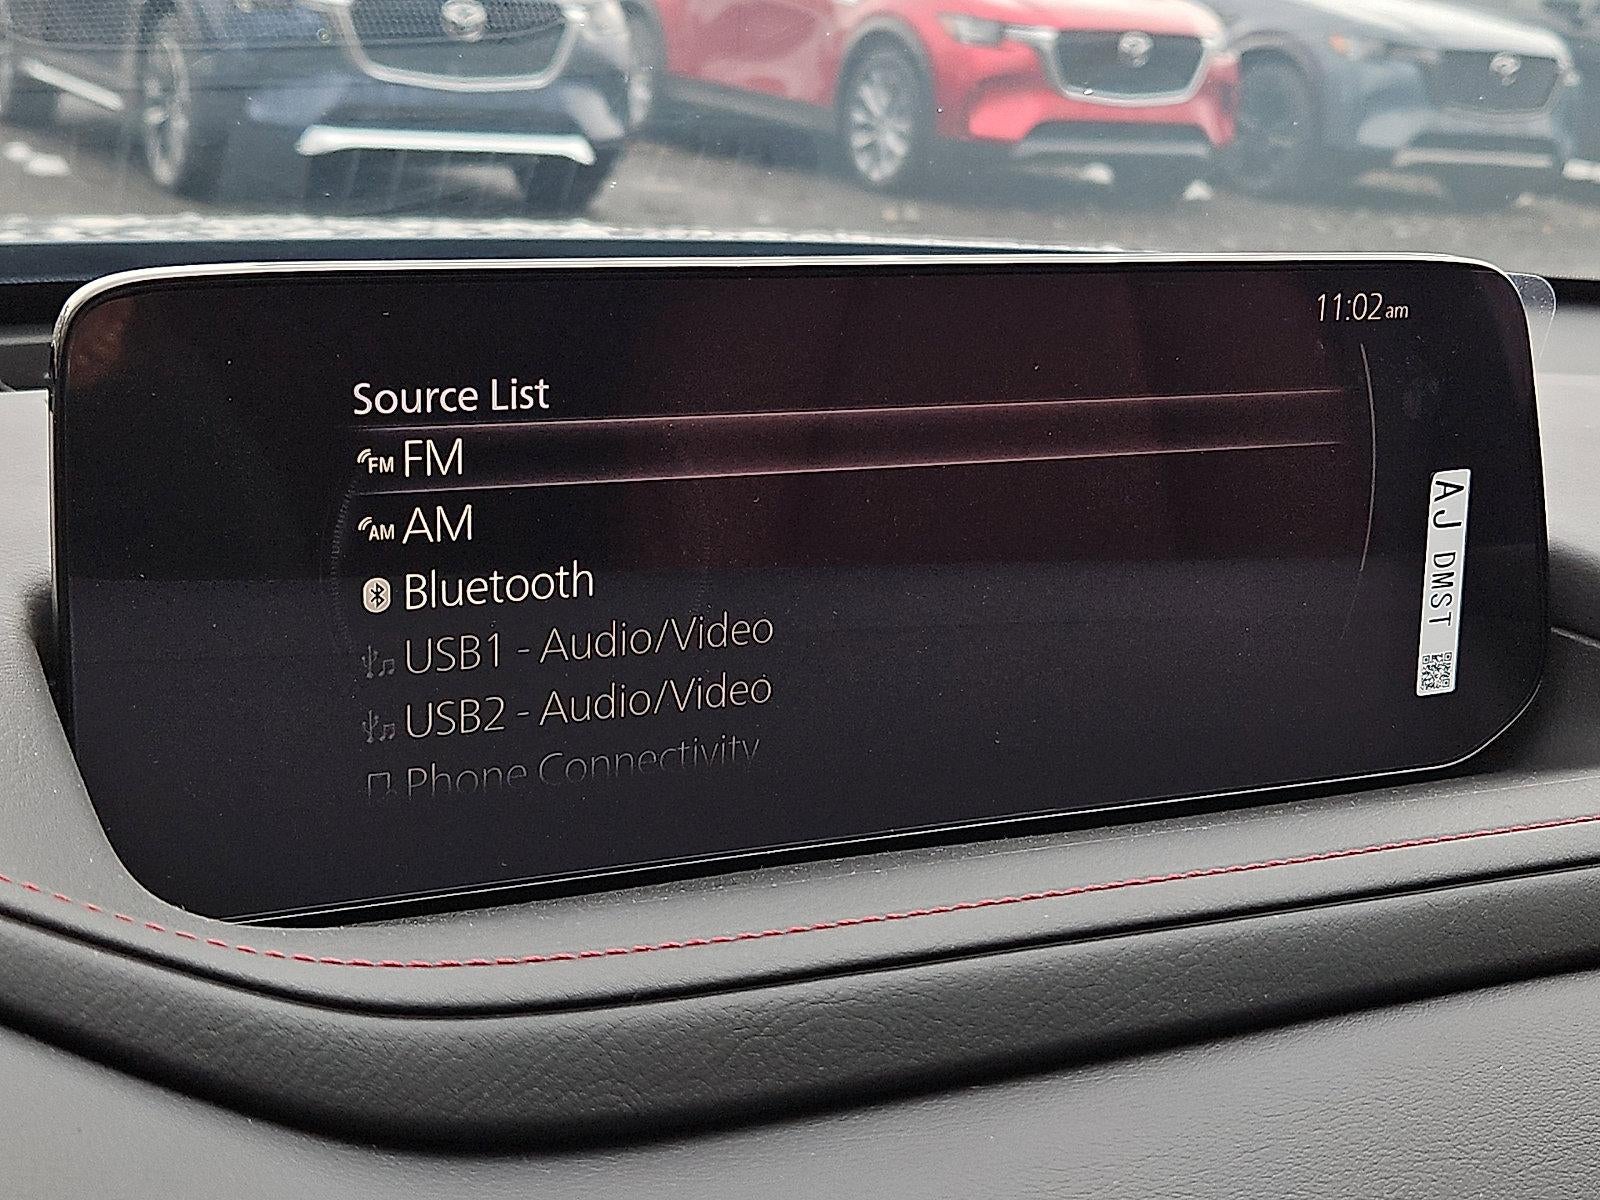 11:02am
Source List
FM FM
AM AM
Bluetooth
USB1 - Audio/Video
USB2 - Audio/Video
Phone Connectivity
AJ DMST